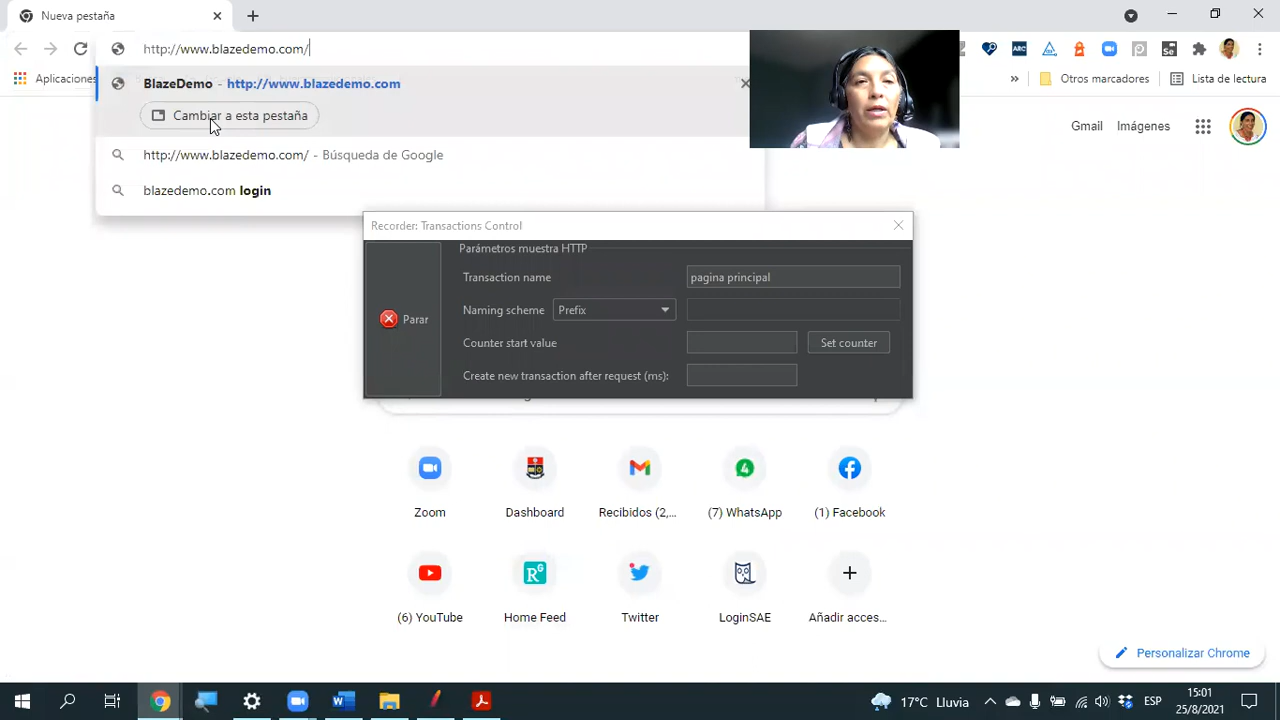 Nueva pestaña
http://www.blazedemo.com/
BlazeDemo - http://www.blazedemo.com
Cambiar a esta pestaña
http://www.blazedemo.com/ - Búsqueda de Google
blazedemo.com login
Aplicaciones
ARC
Se
»
Otros marcadores
Lista de lectura
Gmail
Imágenes
Recorder: Transactions Control
Parámetros muestra HTTP
Transaction name
pagina principal
Naming scheme
Prefix
Parar
Counter start value
Set counter
Create new transaction after request (ms):
Zoom
Dashboard
Recibidos (2,...
(7) WhatsApp
(1) Facebook
(6) YouTube
Home Feed
Twitter
LoginSAE
Añadir acces...
Personalizar Chrome
17°C Lluvia
ESP
15:01
25/8/2021